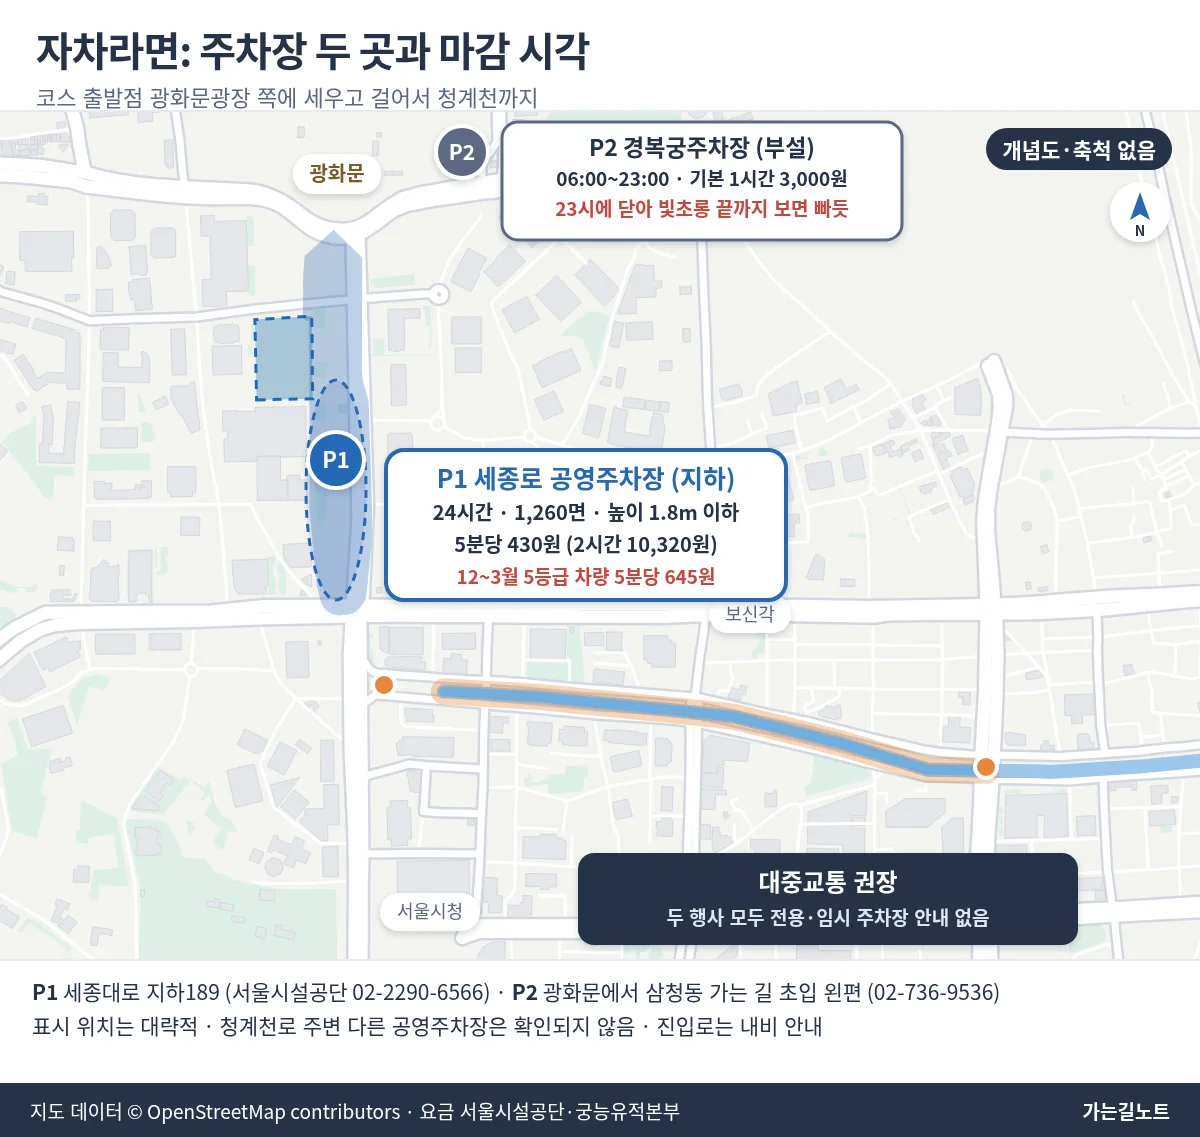 자차라면: 주차장 두 곳과 마감 시각
코스 출발점 광화문광장 쪽에 세우고 걸어서 청계천까지
P2
P2 경복궁주차장 (부설)
06:00~23:00 · 기본 1시간 3,000원
23시에 닫아 빛초롱 끝까지 보면 빠듯
개념도·축척 없음
광화문
N
P1
P1 세종로 공영주차장 (지하)
24시간 · 1,260면 · 높이 1.8m 이하
5분당 430원 (2시간 10,320원)
12~3월 5등급 차량 5분당 645원
보신각
대중교통 권장
두 행사 모두 전용·임시 주차장 안내 없음
서울시청
P1 세종대로 지하189 (서울시설공단 02-2290-6566) · P2 광화문에서 삼청동 가는 길 초입 왼편 (02-736-9536)
표시 위치는 대략적 · 청계천로 주변 다른 공영주차장은 확인되지 않음 · 진입로는 내비 안내
지도 데이터 © OpenStreetMap contributors · 요금 서울시설공단·궁능유적본부
가는길노트